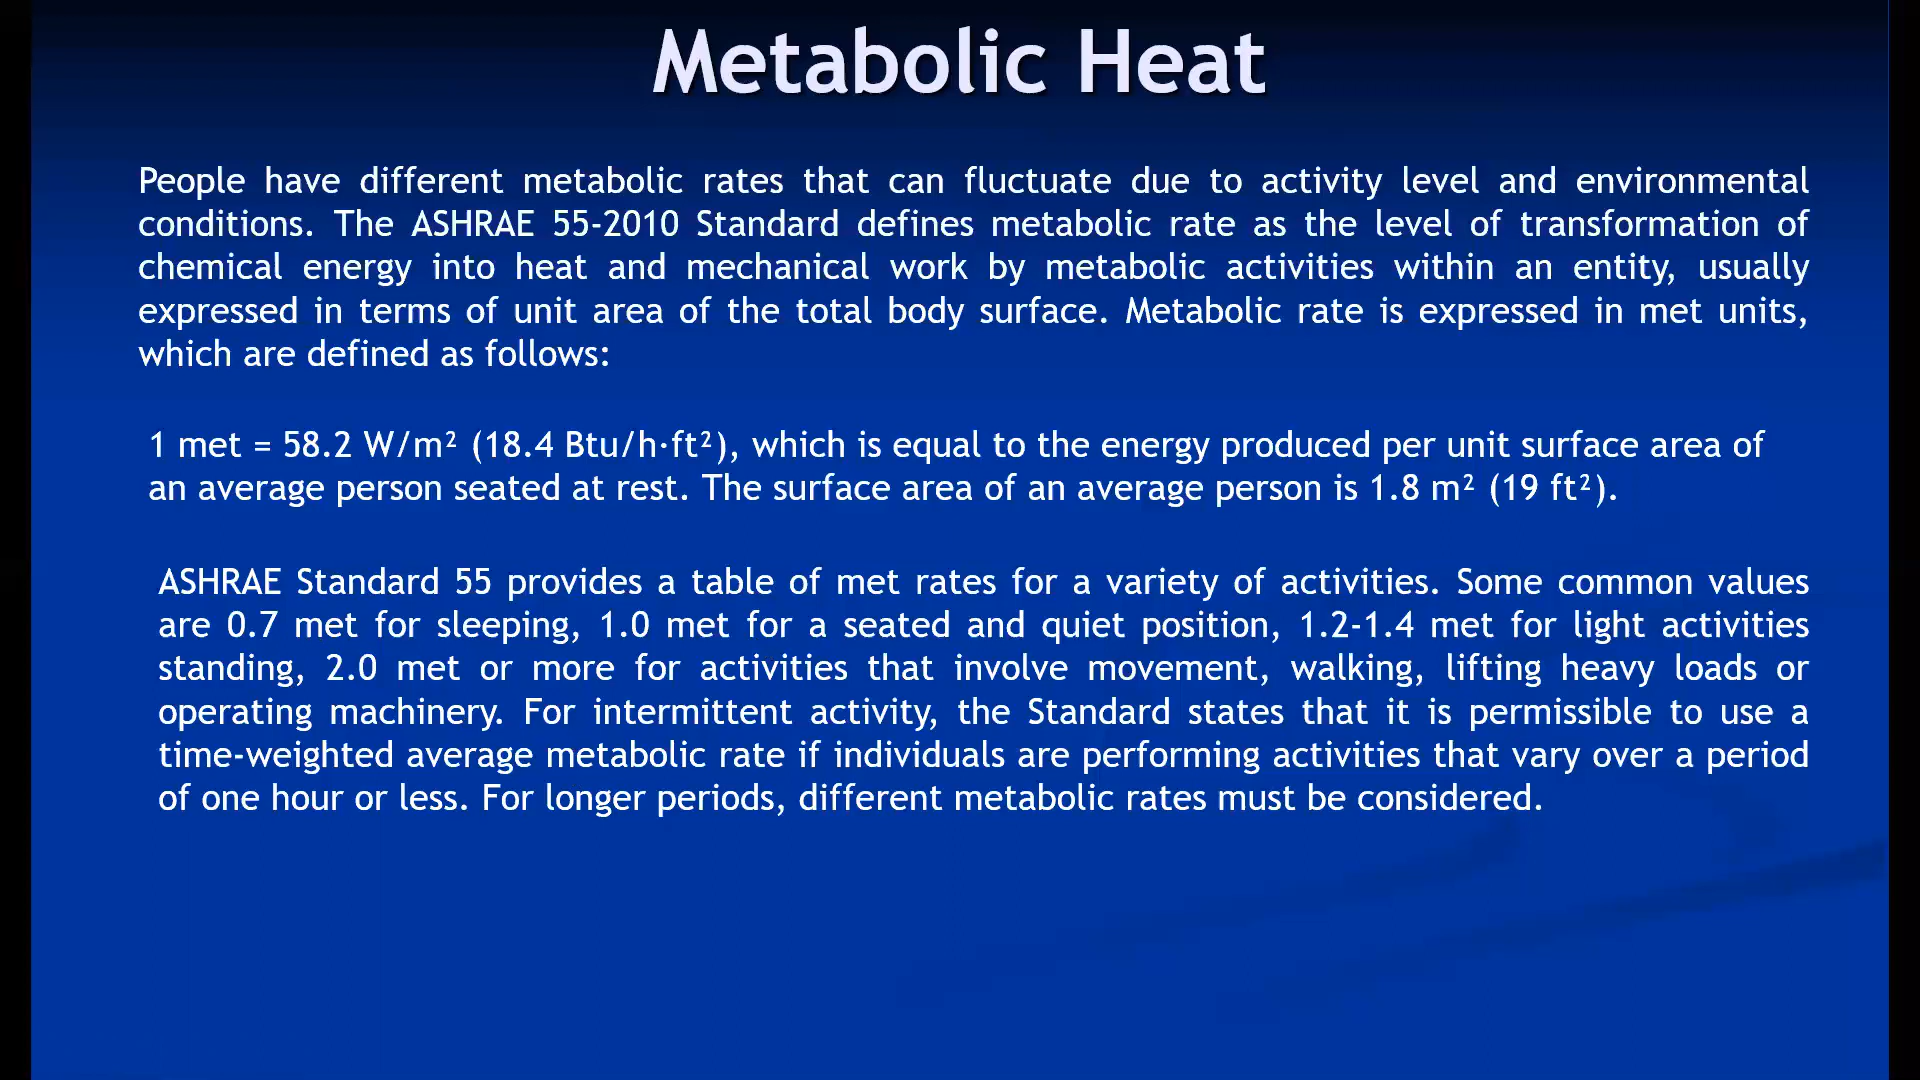 Metabolic Heat
People have different metabolic rates that can fluctuate due to activity level and environmental
conditions. The ASHRAE 55-2010 Standard defines metabolic rate as the level of transformation of
chemical energy into heat and mechanical work by metabolic activities within an entity, usually
expressed in terms of unit area of the total body surface. Metabolic rate is expressed in met units,
which are defined as follows:
1 met = 58.2 W/m² (18.4 Btu/h·ft²), which is equal to the energy produced per unit surface area of
an average person seated at rest. The surface area of an average person is 1.8 m² (19 ft²).
ASHRAE Standard 55 provides a table of met rates for a variety of activities. Some common values
are 0.7 met for sleeping, 1.0 met for a seated and quiet position, 1.2-1.4 met for light activities
standing, 2.0 met or more for activities that involve movement, walking, lifting heavy loads or
operating machinery. For intermittent activity, the Standard states that it is permissible to use a
time-weighted average metabolic rate if individuals are performing activities that vary over a period
of one hour or less. For longer periods, different metabolic rates must be considered.